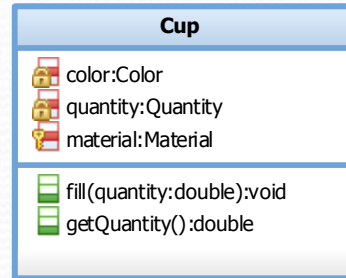 Cup
color:Color
quantity:Quantity
material:Material
fill(quantity:double):void
getQuantity():double